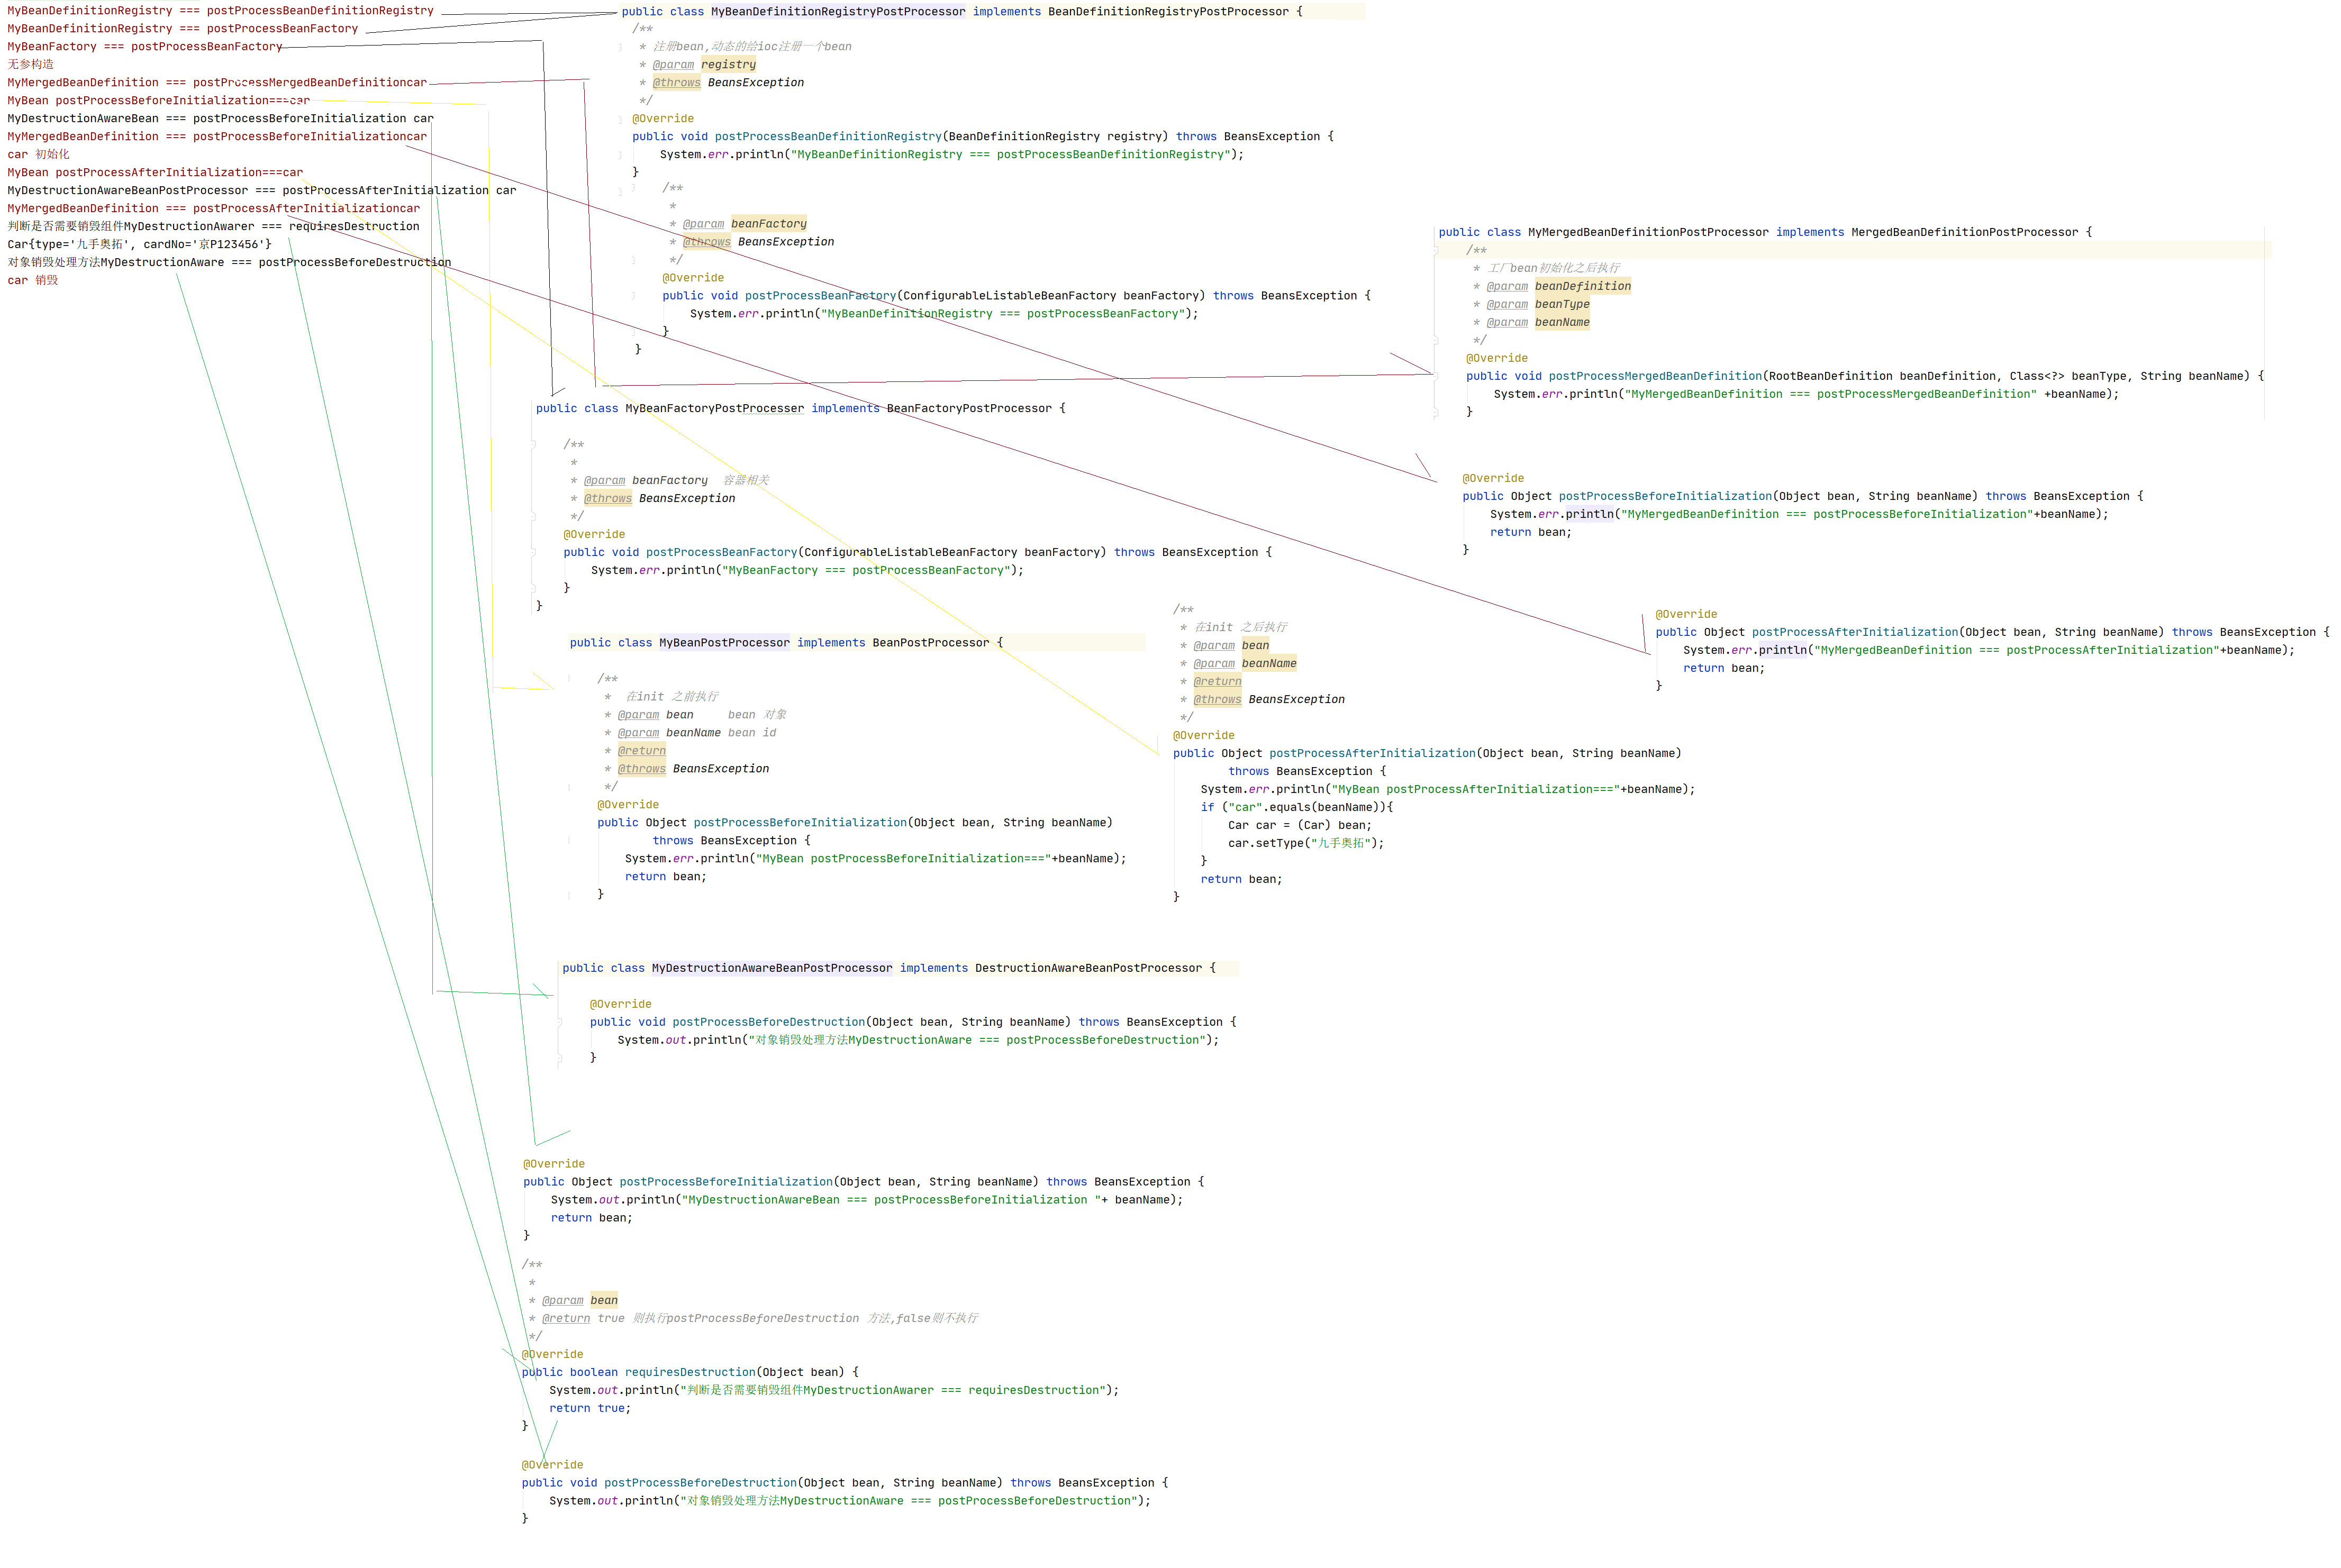 MyBeanDefinitionRegistry === postProcessBeanDefinitionRegistry
MyBeanDefinitionRegistry === postProcessBeanFactory
MyBeanFactory === postProcessBeanFactory
无参构造
MyMergedBeanDefinition === postProcessMergedBeanDefinitioncar
MyBean postProcessBeforeInitialization===car
MyDestructionAwareBean === postProcessBeforeInitialization car
MyMergedBeanDefinition === postProcessBeforeInitializationcar
car 初始化
MyBean postProcessAfterInitialization===car
MyDestructionAwareBeanPostProcessor === postProcessAfterInitialization car
MyMergedBeanDefinition === postProcessAfterInitializationcar
判断是否需要销毁组件MyDestructionAwarer === requiresDestruction
Car{type='九手奥拓', cardNo='京P123456'}
对象销毁处理方法MyDestructionAware === postProcessBeforeDestruction
car 销毁
public class MyBeanDefinitionRegistryPostProcessor implements BeanDefinitionRegistryPostProcessor {
/**
* 注册bean,动态的给ioc注册一个bean
* @param registry
* @throws BeansException
*/
@Override
public void postProcessBeanDefinitionRegistry(BeanDefinitionRegistry registry) throws BeansException {
System.err.println("MyBeanDefinitionRegistry === postProcessBeanDefinitionRegistry");
}
/**
*
* @param beanFactory
* @throws BeansException
*/
@Override
public void postProcessBeanFactory(ConfigurableListableBeanFactory beanFactory) throws BeansException {
System.err.println("MyBeanDefinitionRegistry === postProcessBeanFactory");
}
}
public class MyBeanFactoryPostProcesser implements BeanFactoryPostProcessor {
/**
*
* @param beanFactory 容器相关
* @throws BeansException
*/
@Override
public void postProcessBeanFactory(ConfigurableListableBeanFactory beanFactory) throws BeansException {
System.err.println("MyBeanFactory === postProcessBeanFactory");
}
}
public class MyMergedBeanDefinitionPostProcessor implements MergedBeanDefinitionPostProcessor {
/**
* 工厂bean初始化之后执行
* @param beanDefinition
* @param beanType
* @param beanName
*/
@Override
public void postProcessMergedBeanDefinition(RootBeanDefinition beanDefinition, Class<?> beanType, String beanName) {
System.err.println("MyMergedBeanDefinition === postProcessMergedBeanDefinition" +beanName);
}
@Override
public Object postProcessBeforeInitialization(Object bean, String beanName) throws BeansException {
System.err.println("MyMergedBeanDefinition === postProcessBeforeInitialization"+beanName);
return bean;
}
@Override
public Object postProcessAfterInitialization(Object bean, String beanName) throws BeansException {
System.err.println("MyMergedBeanDefinition === postProcessAfterInitialization"+beanName);
return bean;
}
public class MyBeanPostProcessor implements BeanPostProcessor {
/**
* 在init 之前执行
* @param bean bean 对象
* @param beanName bean id
* @return
* @throws BeansException
*/
@Override
public Object postProcessBeforeInitialization(Object bean, String beanName)
throws BeansException {
System.err.println("MyBean postProcessBeforeInitialization==="+beanName);
return bean;
}
/**
* 在init 之后执行
* @param bean
* @param beanName
* @return
* @throws BeansException
*/
@Override
public Object postProcessAfterInitialization(Object bean, String beanName)
throws BeansException {
System.err.println("MyBean postProcessAfterInitialization==="+beanName);
if ("car".equals(beanName)){
Car car = (Car) bean;
car.setType("九手奥拓");
}
return bean;
}
public class MyDestructionAwareBeanPostProcessor implements DestructionAwareBeanPostProcessor {
@Override
public void postProcessBeforeDestruction(Object bean, String beanName) throws BeansException {
System.out.println("对象销毁处理方法MyDestructionAware === postProcessBeforeDestruction");
}
@Override
public Object postProcessBeforeInitialization(Object bean, String beanName) throws BeansException {
System.out.println("MyDestructionAwareBean === postProcessBeforeInitialization "+ beanName);
return bean;
}
/**
*
* @param bean
* @return true 则执行postProcessBeforeDestruction 方法,false则不执行
*/
@Override
public boolean requiresDestruction(Object bean) {
System.out.println("判断是否需要销毁组件MyDestructionAwarer === requiresDestruction");
return true;
}
@Override
public void postProcessBeforeDestruction(Object bean, String beanName) throws BeansException {
System.out.println("对象销毁处理方法MyDestructionAware === postProcessBeforeDestruction");
}